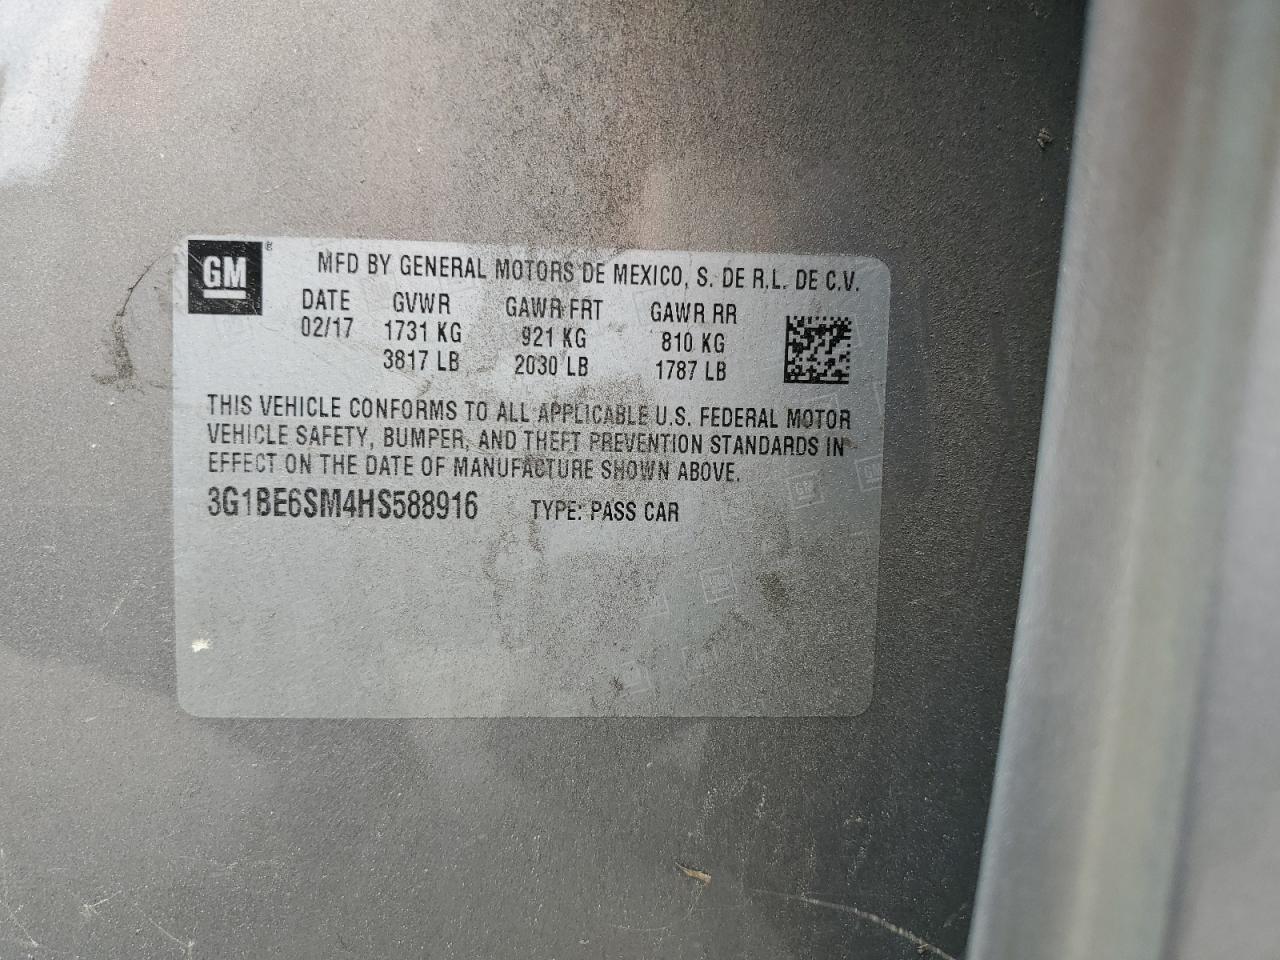 GM ®
MFD BY GENERAL MOTORS DE MEXICO, S. DE R.L. DE C.V.
DATE GVWR GAWR FRT GAWR RR
02/17 1731 KG 921 KG 810 KG
3817 LB 2030 LB 1787 LB
THIS VEHICLE CONFORMS TO ALL APPLICABLE U.S. FEDERAL MOTOR
VEHICLE SAFETY, BUMPER, AND THEFT PREVENTION STANDARDS IN
EFFECT ON THE DATE OF MANUFACTURE SHOWN ABOVE.
3G1BE6SM4HS588916 TYPE: PASS CAR